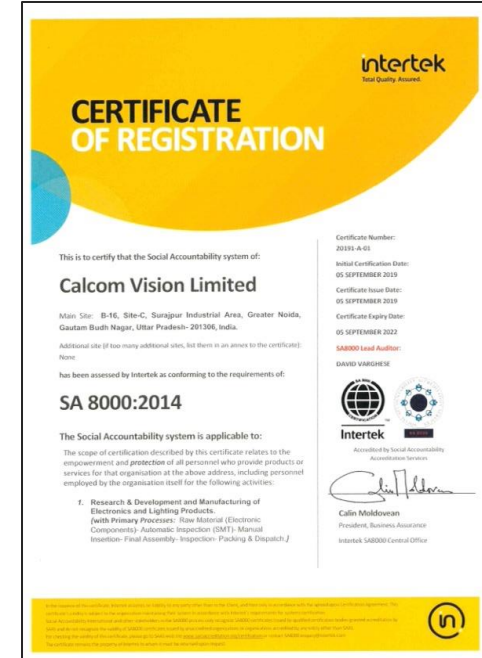 intertek
Total Quality. Assured.
CERTIFICATE
OF REGISTRATION
This is to certify that the Social Accountability system of:
Calcom Vision Limited
Main Site: B-16, Site-C, Surajpur Industrial Area, Greater Noida,
Gautam Budh Nagar, Uttar Pradesh- 201306, India.
Additional site (if too many additional sites, list them in an annex to the certificate):
None
has been assessed by Intertek as conforming to the requirements of:
SA 8000:2014
The Social Accountability system is applicable to:
The scope of certification described by this certificate relates to the
empowerment and protection of all personnel who provide products or
services for that organisation at the above address, including personnel
employed by the organisation itself for the following activities:
1. Research & Development and Manufacturing of
Electronics and Lighting Products.
(with Primary Processes: Raw Material (Electronic
Components)- Automatic Inspection (SMT)- Manual
Insertion- Final Assembly- Inspection- Packing & Dispatch.)
Certificate Number:
20191-A-01
Initial Certification Date:
05 SEPTEMBER 2019
Certificate Issue Date:
05 SEPTEMBER 2019
Certificate Expiry Date:
05 SEPTEMBER 2022
SA8000 Lead Auditor:
DAVID VARGHESE
Intertek
Accredited by Social Accountability
Accreditation Services
Calin Moldovean
President, Business Assurance
Intertek SA8000 Central Office
in